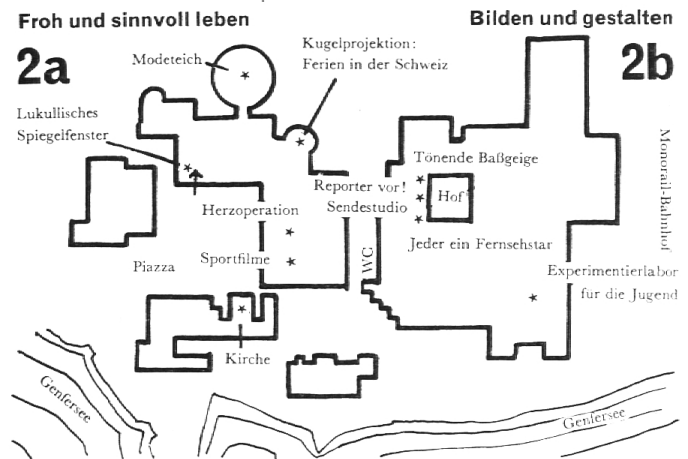 Froh und sinnvoll leben
2a
Bilden und gestalten
2b
Modeteich
Kugelprojektion:
Ferien in der Schweiz
Lukullisches
Spiegelfenster
Tönende Baßgeige
Reporter vor!
Sendestudio
Hof
Monorail-Bahnhof
Herzoperation
Jeder ein Fernsehstar
WC
Piazza
Sportfilme
Experimentierlabor
für die Jugend
Kirche
Genfersee
Genfersee